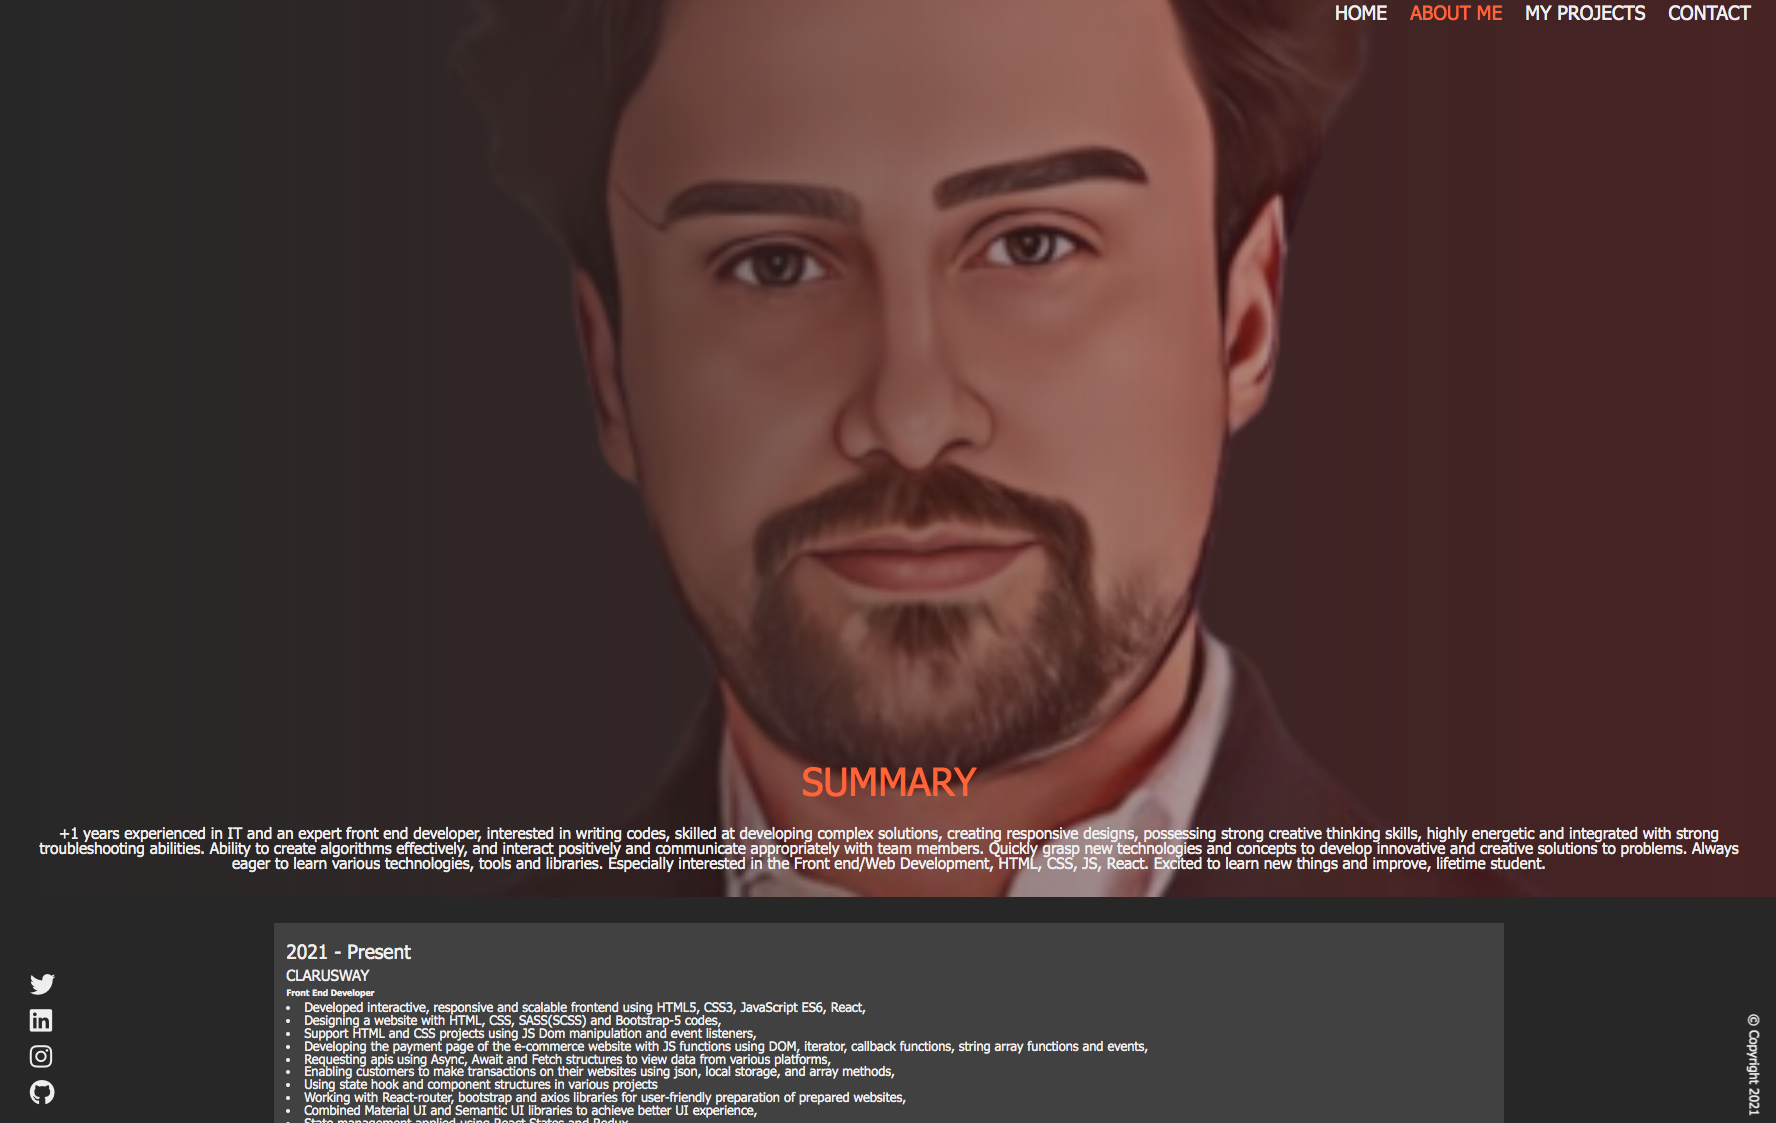 HOME ABOUT ME MY PROJECTS CONTACT
SUMMARY
+1 years experienced in IT and an expert front end developer, interested in writing codes, skilled at developing complex solutions, creating responsive designs, possessing strong creative thinking skills, highly energetic and integrated with strong
troubleshooting abilities. Ability to create algorithms effectively, and interact positively and communicate appropriately with team members. Quickly grasp new technologies and concepts to develop innovative and creative solutions to problems. Always
eager to learn various technologies, tools and libraries. Especially interested in the Front end/Web Development, HTML, CSS, JS, React. Excited to learn new things and improve, lifetime student.
2021 - Present
CLARUSWAY
Front End Developer
• Developed interactive, responsive and scalable frontend using HTML5, CSS3, JavaScript ES6, React,
• Designing a website with HTML, CSS, SASS(SCSS) and Bootstrap-5 codes,
• Support HTML and CSS projects using JS Dom manipulation and event listeners,
• Developing the payment page of the e-commerce website with JS functions using DOM, iterator, callback functions, string array functions and events,
• Requesting apis using Async, Await and Fetch structures to view data from various platforms,
• Enabling customers to make transactions on their websites using json, local storage, and array methods,
• Using state hook and component structures in various projects
• Working with React-router, bootstrap and axios libraries for user-friendly preparation of prepared websites,
• Combined Material UI and Semantic UI libraries to achieve better UI experience,
• State management applied using React States and Redux
© Copyright 2021